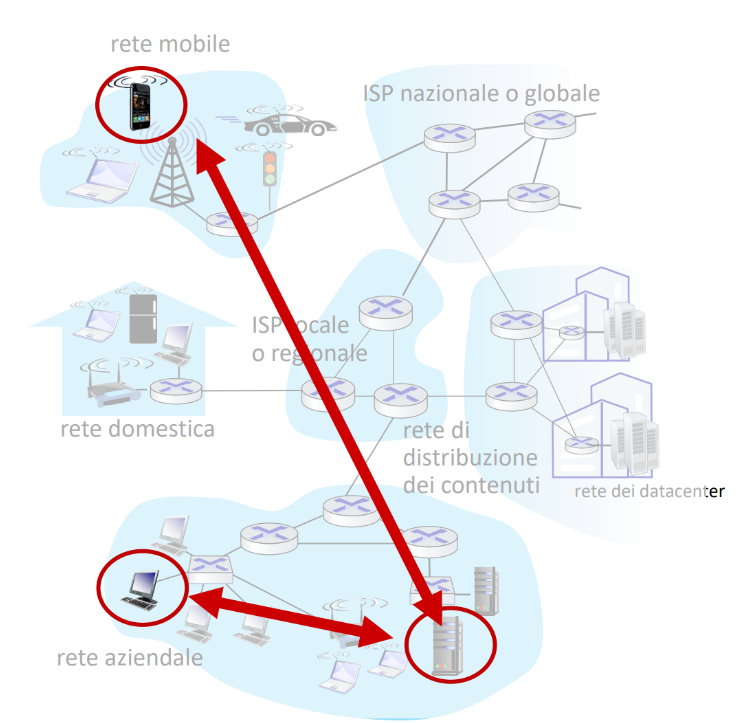 rete mobile
ISP nazionale o globale
ISP locale
o regionale
rete domestica
rete di
distribuzione
dei contenuti
rete dei datacenter
rete aziendale